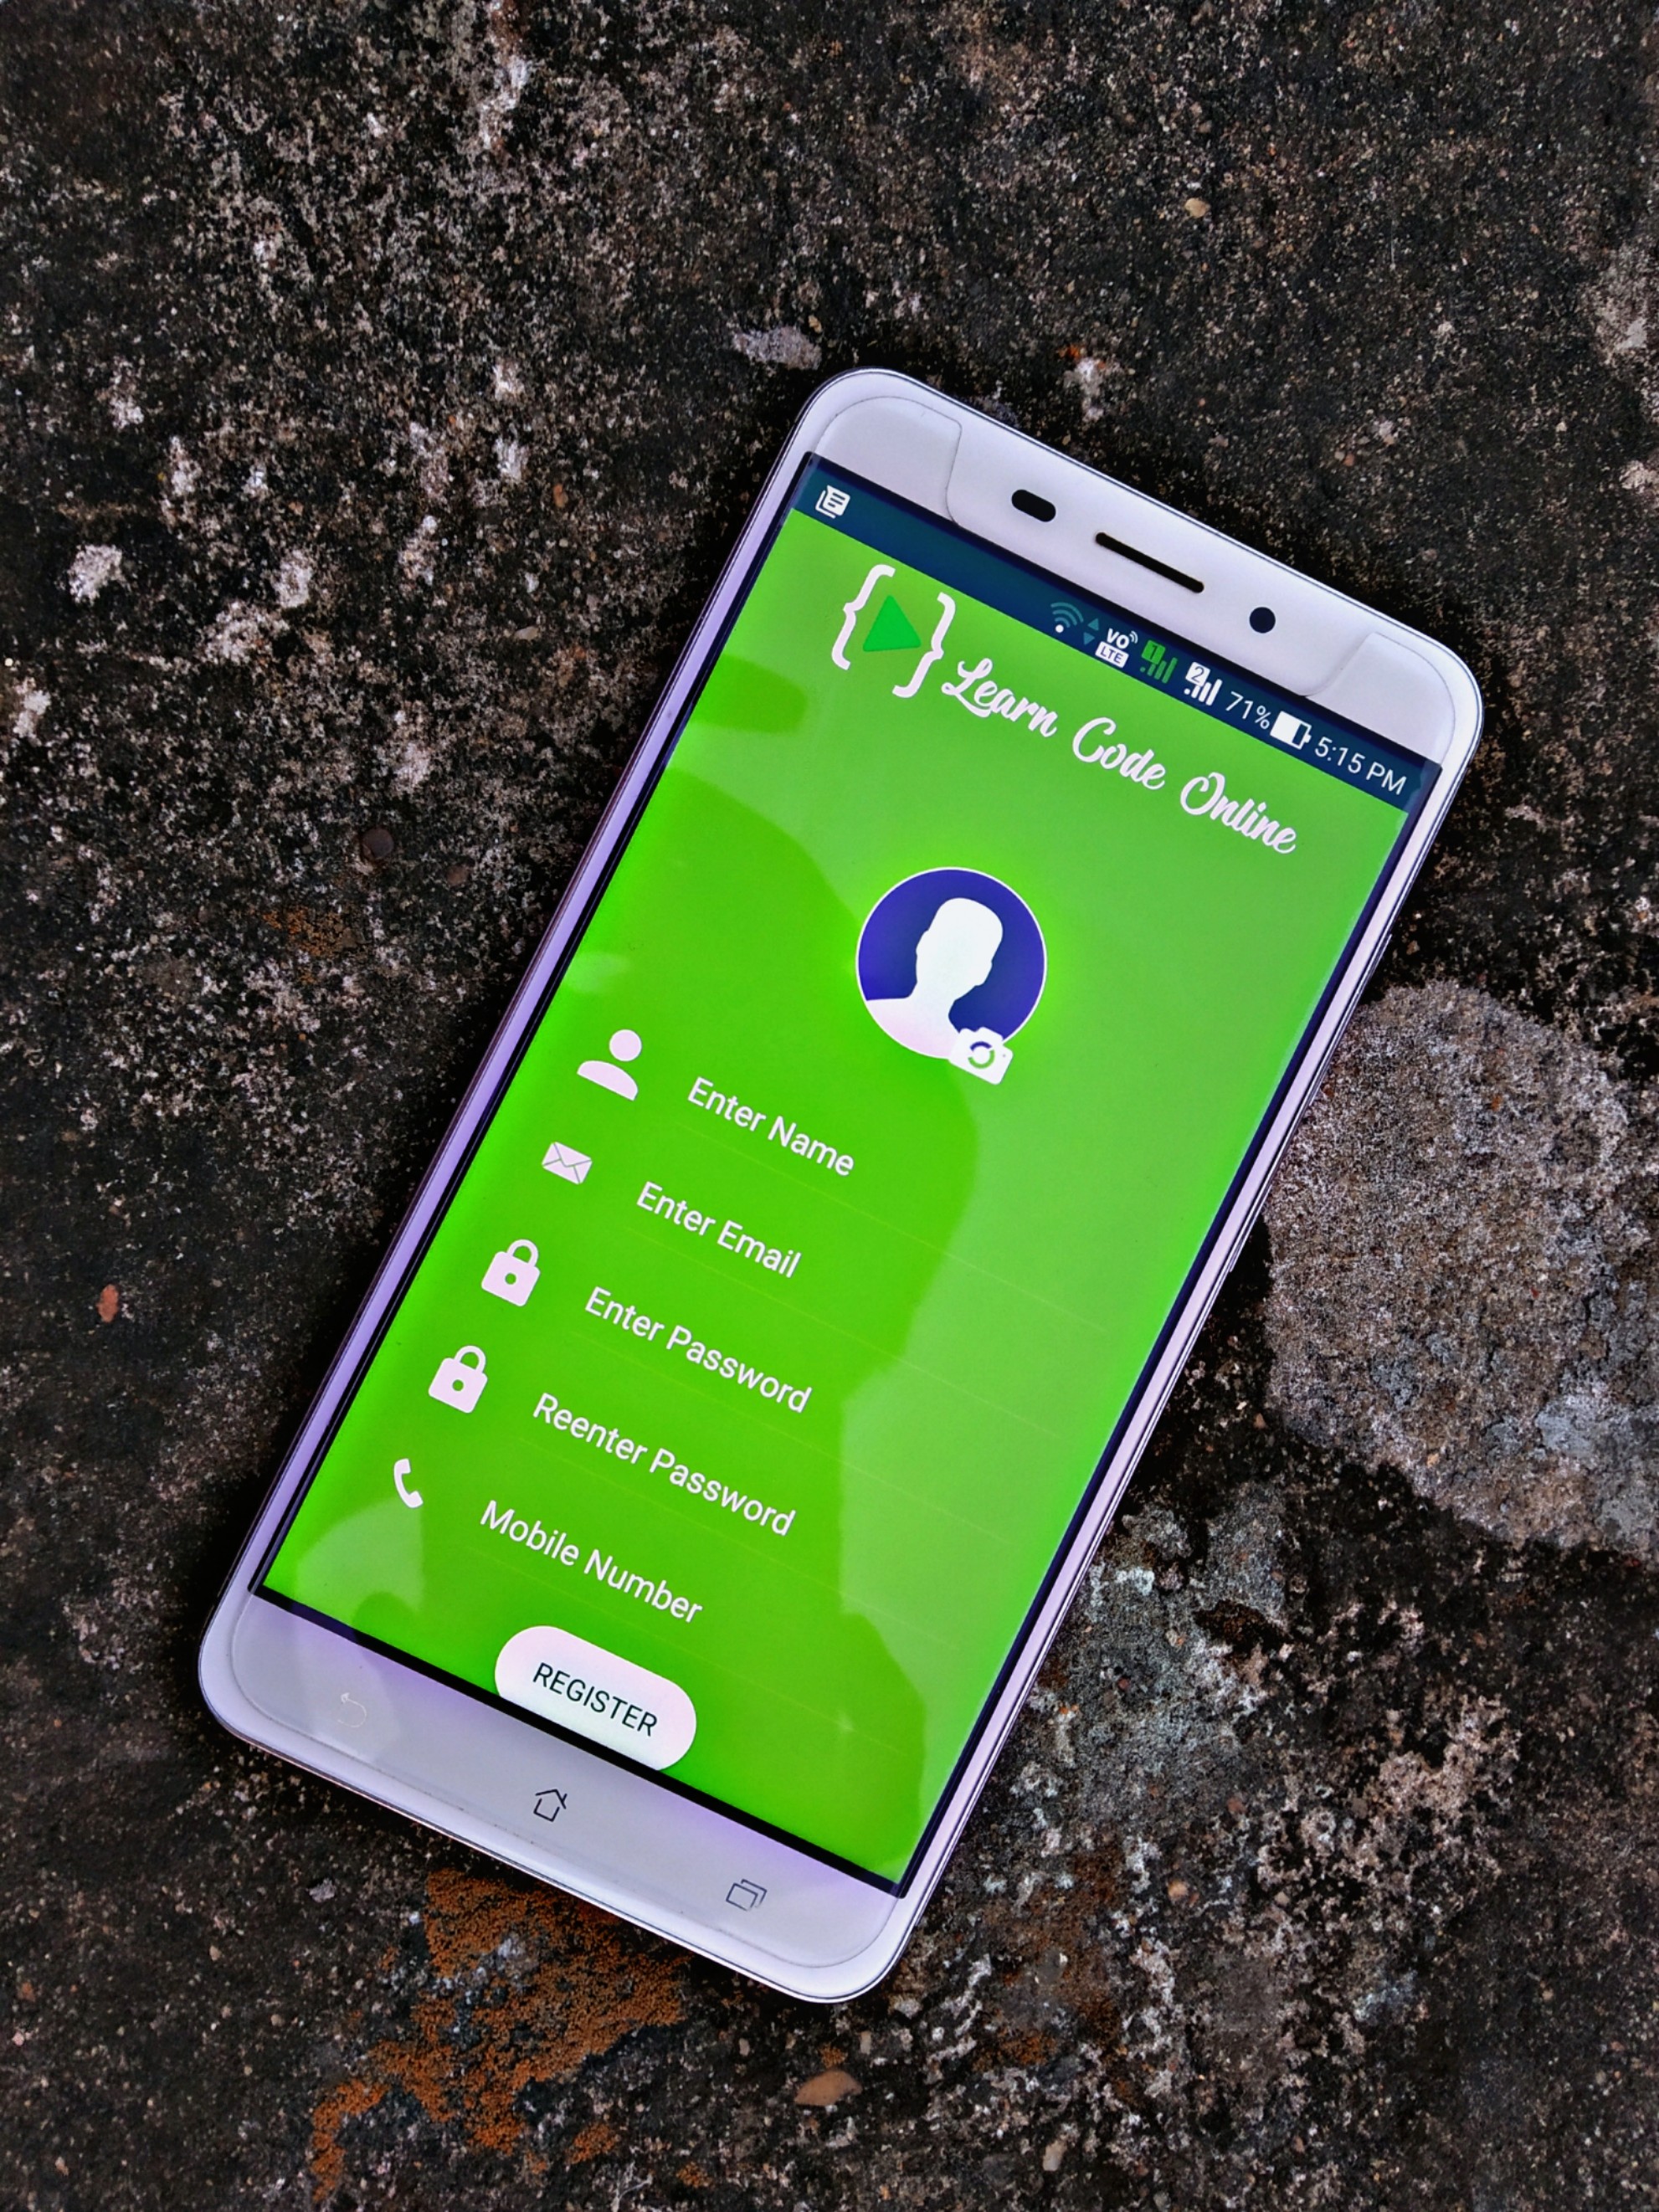 VO LTE 1 2 71% 5:15 PM
{ } Learn Code Online
Enter Name
Enter Email
Enter Password
Reenter Password
Mobile Number
REGISTER